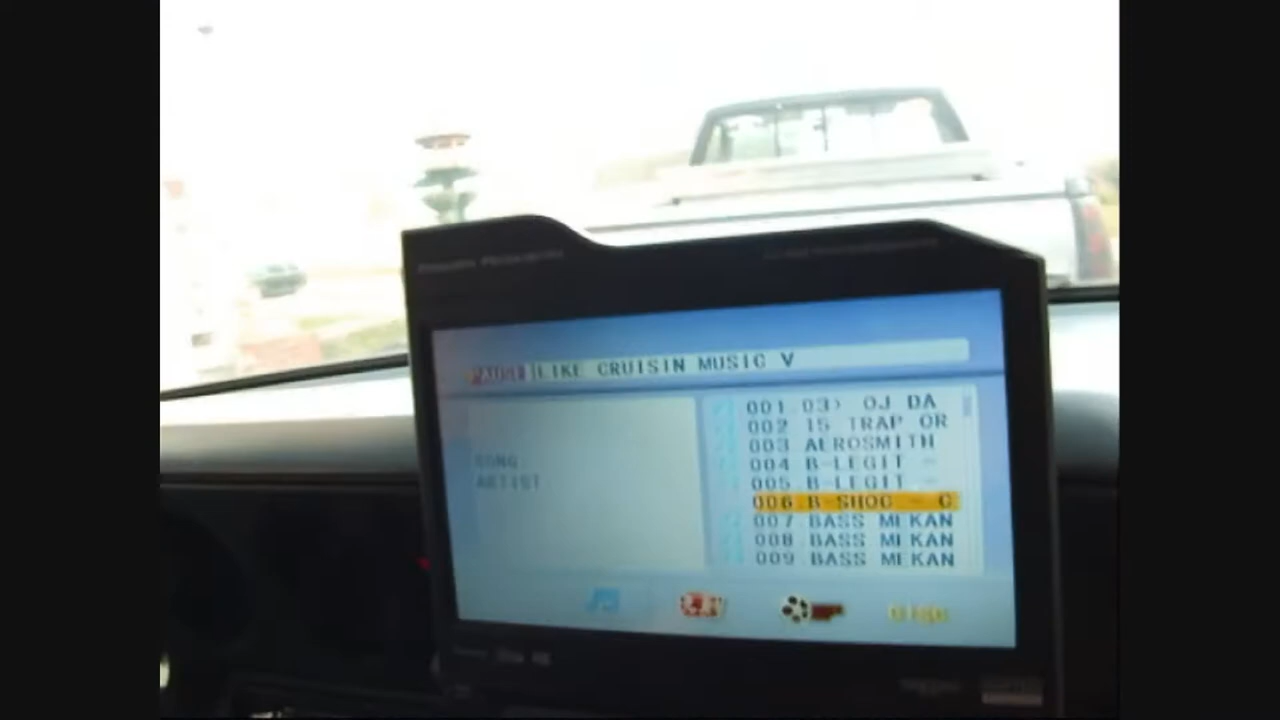 LIKE CRUISIN MUSIC V
SONG
ARTIST
001.03> OJ DA
002 15 TRAP OR
003 AEROSMITH
004 B-LEGIT -
005.B-LEGIT -
006.B-SHOC - C
007.BASS MEKAN
008.BASS MEKAN
009.BASS MEKAN